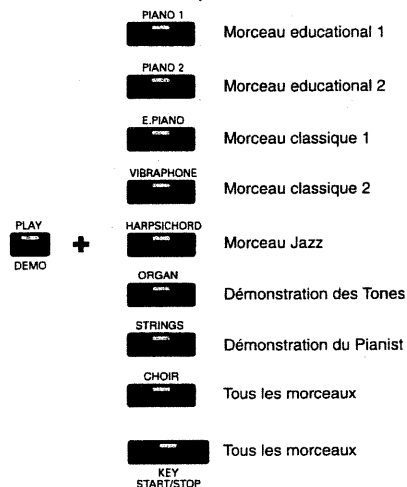 PIANO 1
Morceau educational 1
PIANO 2
Morceau educational 2
E.PIANO
Morceau classique 1
VIBRAPHONE
Morceau classique 2
PLAY
HARPSICHORD
+
Morceau Jazz
DEMO
ORGAN
Démonstration des Tones
STRINGS
Démonstration du Pianist
CHOIR
Tous les morceaux
Tous les morceaux
KEY
START/STOP